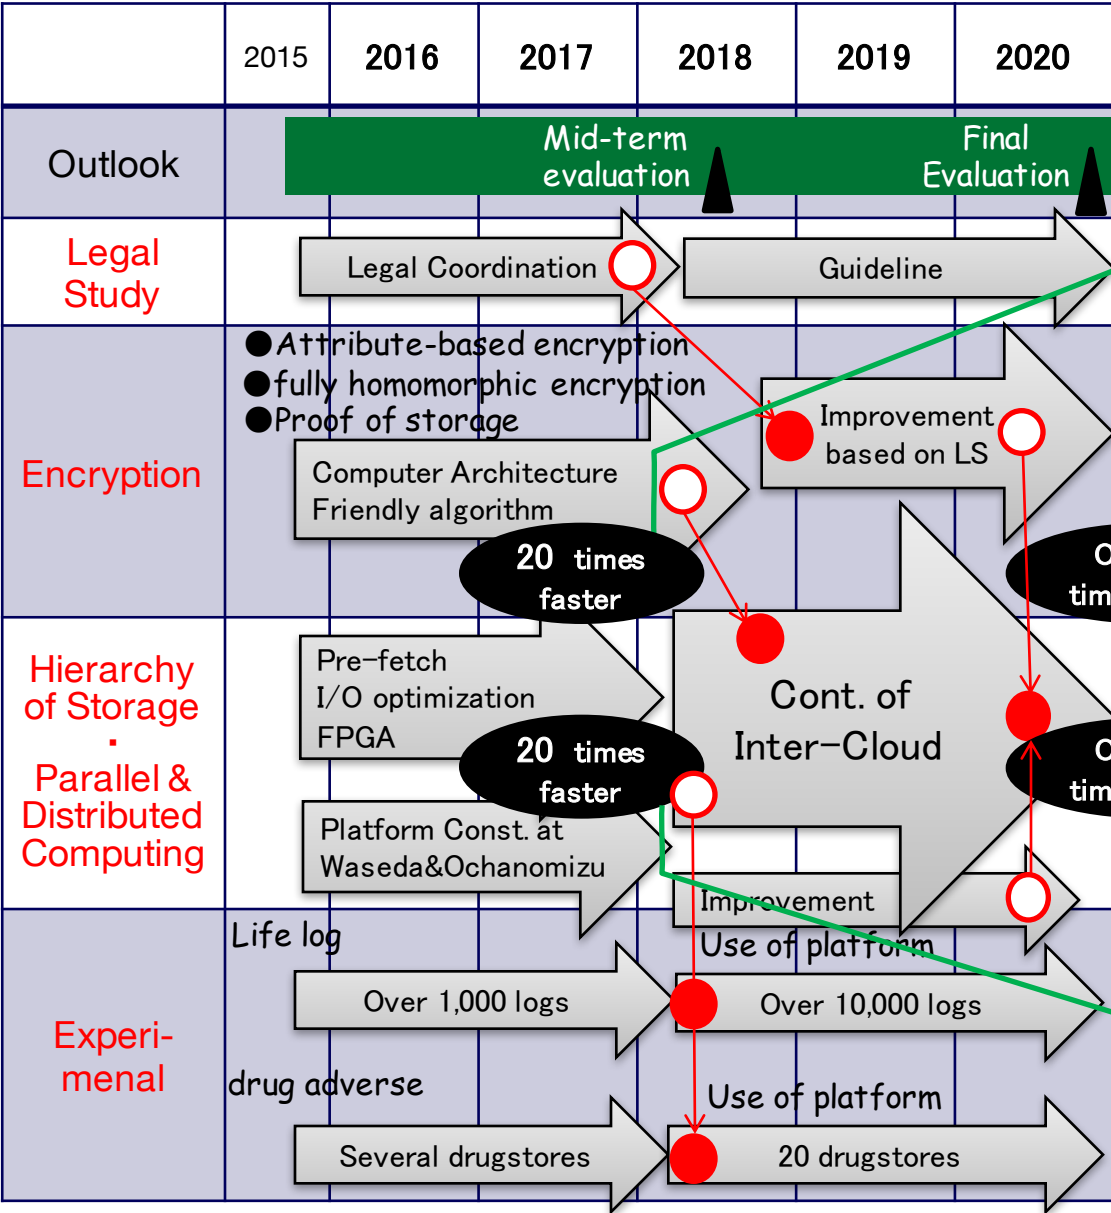 2015 2016 2017 2018 2019 2020
Outlook
Mid-term
evaluation
Final
Evaluation
Legal
Study
Legal Coordination
Guideline
Encryption
●Attribute-based encryption
●fully homomorphic encryption
●Proof of storage
Computer Architecture
Friendly algorithm
20 times
faster
Improvement
based on LS
Hierarchy
of Storage
・
Parallel &
Distributed
Computing
Pre-fetch
I/O optimization
FPGA
20 times
faster
Platform Const. at
Waseda&Ochanomizu
Cont. of
Inter-Cloud
Improvement
Experi-
menal
Life log
Over 1,000 logs
Use of platform
Over 10,000 logs
drug adverse
Several drugstores
Use of platform
20 drugstores